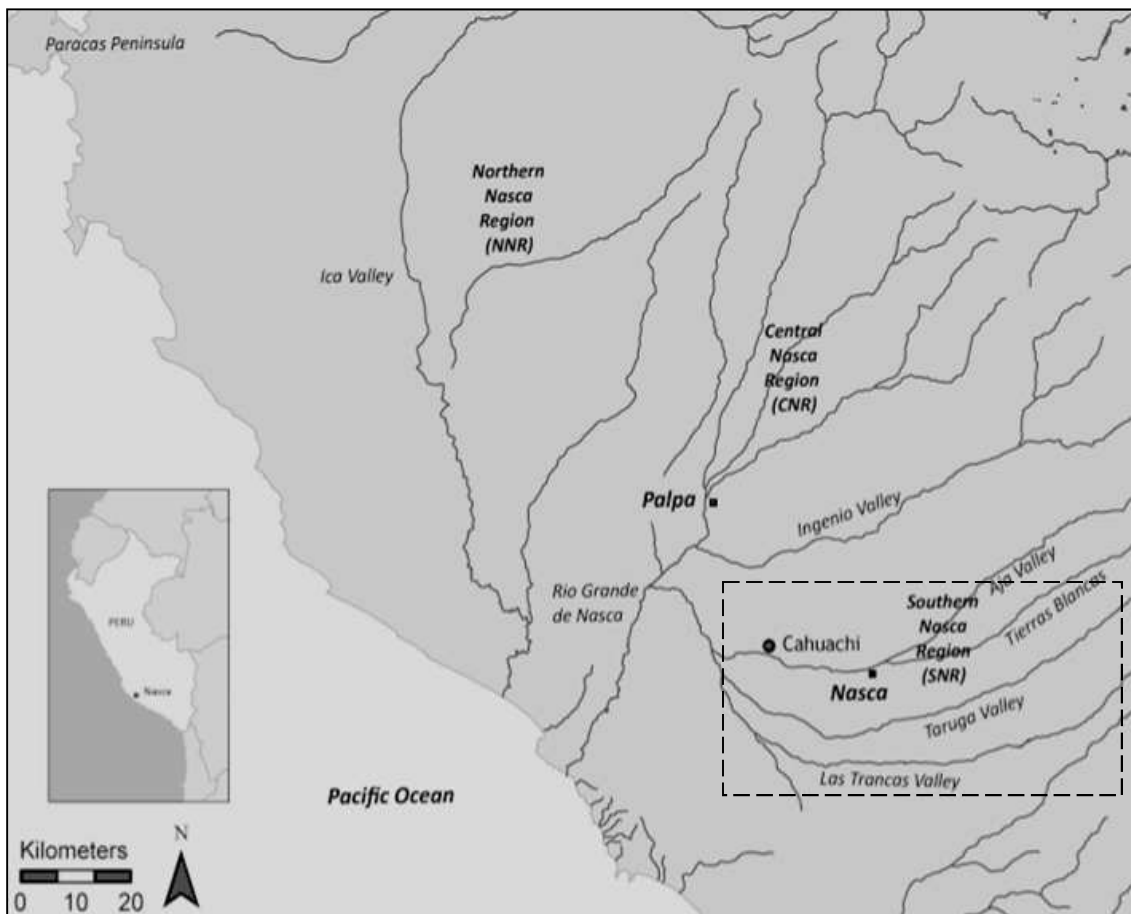 Paracas Peninsula
Northern
Nasca
Region
(NNR)
Ica Valley
Central
Nasca
Region
(CNR)
Palpa
Ingenio Valley
Aja Valley
Tierras Blancas
Rio Grande
de Nasca
Southern
Nasca
Region
(SNR)
Cahuachi
Nasca
Taruga Valley
Las Trancas Valley
Pacific Ocean
PERU
Nasca
N
Kilometers
0 10 20